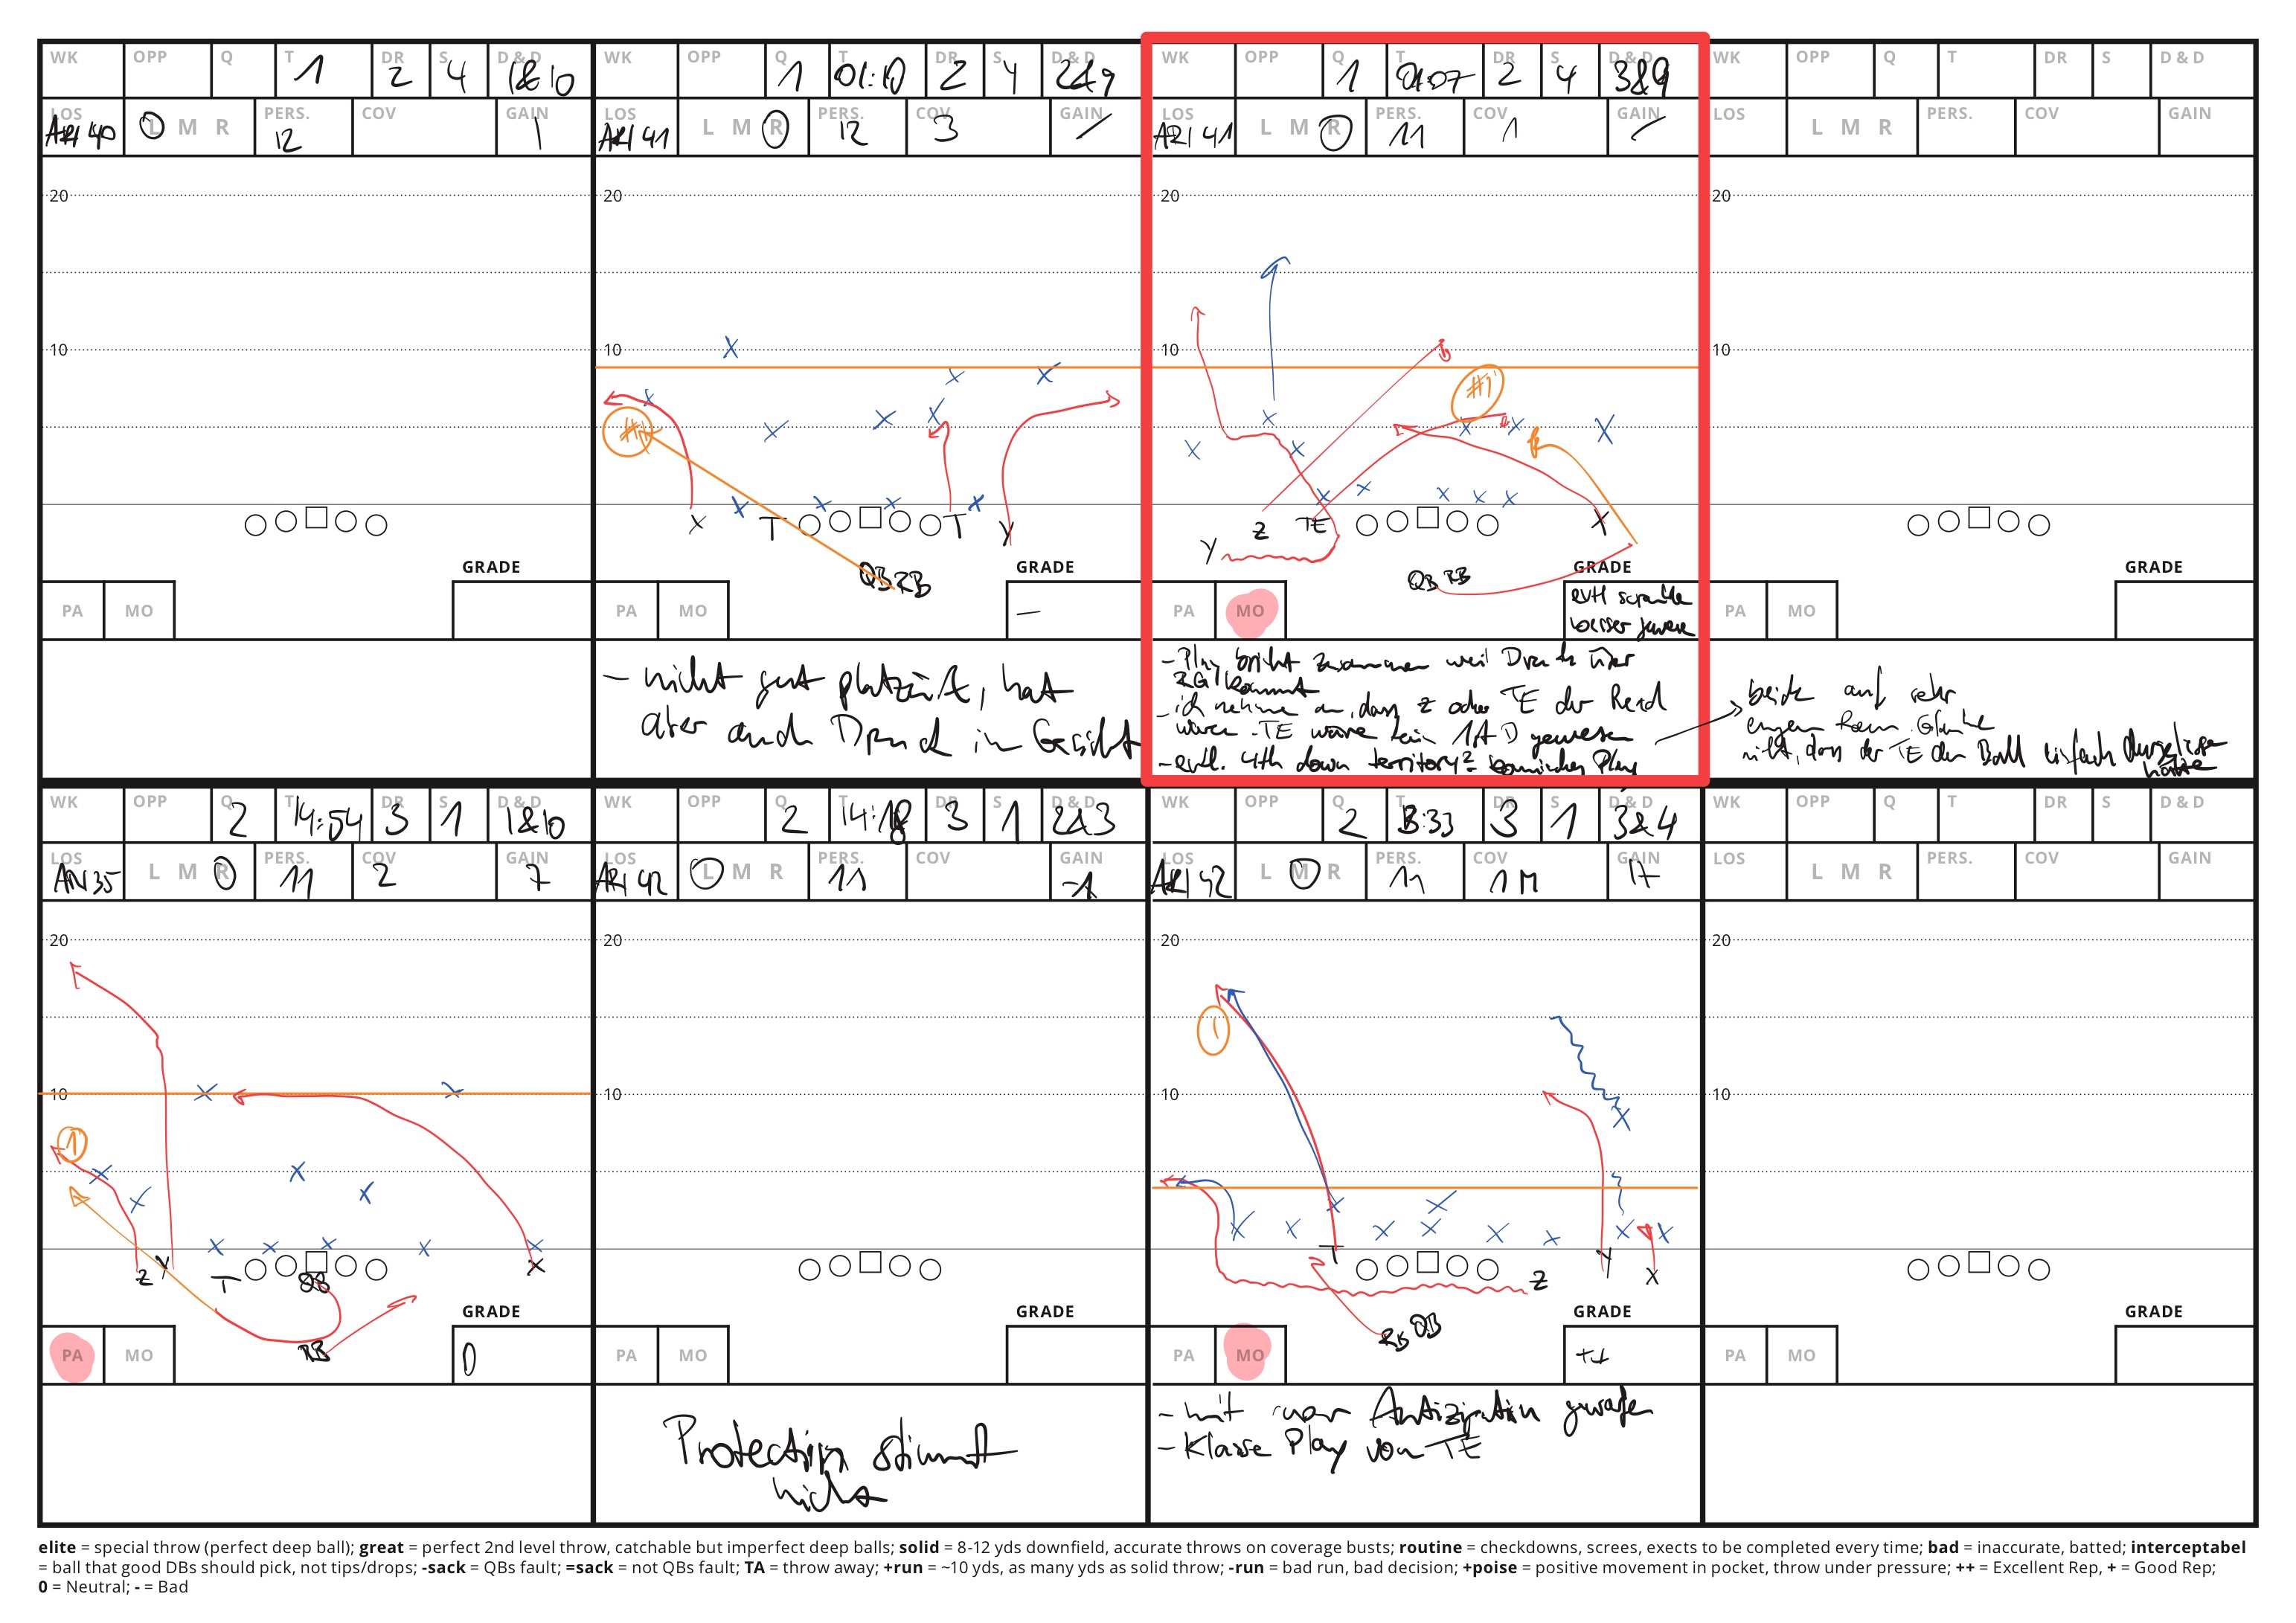 WK OPP Q T 1 DR 2 S 4 D & D 1&10
LOS ARI 40 L M R PERS. 12 COV GAIN 1
20
10
GRADE
PA MO
WK OPP Q 1 T 01:10 DR 2 S 4 D & D 2&9
LOS ARI 41 L M R PERS. 12 COV 3 GAIN /
20
10
X T T Y
QB RB
GRADE
PA MO —
- nicht gut platziert, hat
aber auch Druck im Gesicht
WK OPP Q 1 T 01:07 DR 2 S 4 D & D 3&9
LOS ARI 41 L M R PERS. 11 COV 1 GAIN /
20
10
#1
Y Z TE X
QB RB
GRADE
PA MO evtl scramble
besser gewesen
- Play bricht zusammen weil Druck über
RG kommt
- ich nehme an, dass Z oder TE der Read
waren - TE wäre kein 1st D gewesen
- evtl. 4th down territory? komisches Play
WK OPP Q T DR S D & D
LOS L M R PERS. COV GAIN
20
10
GRADE
PA MO
beide auf sehr
engem Raum. Glaube
nicht, dass der TE den Ball einfach durchgelassen
hätte
WK OPP Q 2 T 14:54 DR 3 S 1 D & D 1&10
LOS ARI 35 L M R PERS. 11 COV 2 GAIN 7
20
10
1
Z Y T X
QB
RB
GRADE
PA MO 0
WK OPP Q 2 T 14:18 DR 3 S 1 D & D 2&3
LOS ARI 42 L M R PERS. 11 COV GAIN -1
20
10
GRADE
PA MO
Protection stimmt
nicht
WK OPP Q 2 T 13:33 DR 3 S 1 D & D 3&4
LOS ARI 42 L M R PERS. 11 COV 1 M GAIN 17
20
1
10
T Z Y X
RB QB
GRADE
PA MO ++
- mit Antizipation geworfen
- Klasse Play von TE
WK OPP Q T DR S D & D
LOS L M R PERS. COV GAIN
20
10
GRADE
PA MO
elite = special throw (perfect deep ball); great = perfect 2nd level throw, catchable but imperfect deep balls; solid = 8-12 yds downfield, accurate throws on coverage busts; routine = checkdowns, screes, exects to be completed every time; bad = inaccurate, batted; interceptabel
= ball that good DBs should pick, not tips/drops; -sack = QBs fault; =sack = not QBs fault; TA = throw away; +run = ~10 yds, as many yds as solid throw; -run = bad run, bad decision; +poise = positive movement in pocket, throw under pressure; ++ = Excellent Rep, + = Good Rep;
0 = Neutral; - = Bad